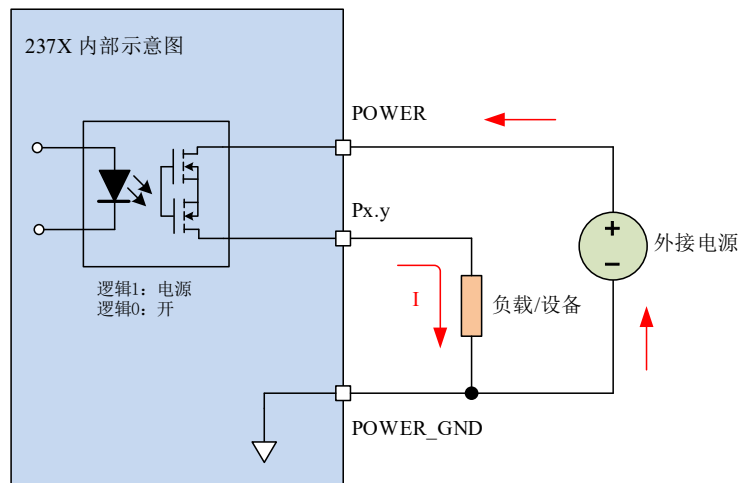 237X 内部示意图
POWER
Px.y
外接电源
逻辑1：电源
逻辑0：开
I
负载/设备
POWER_GND